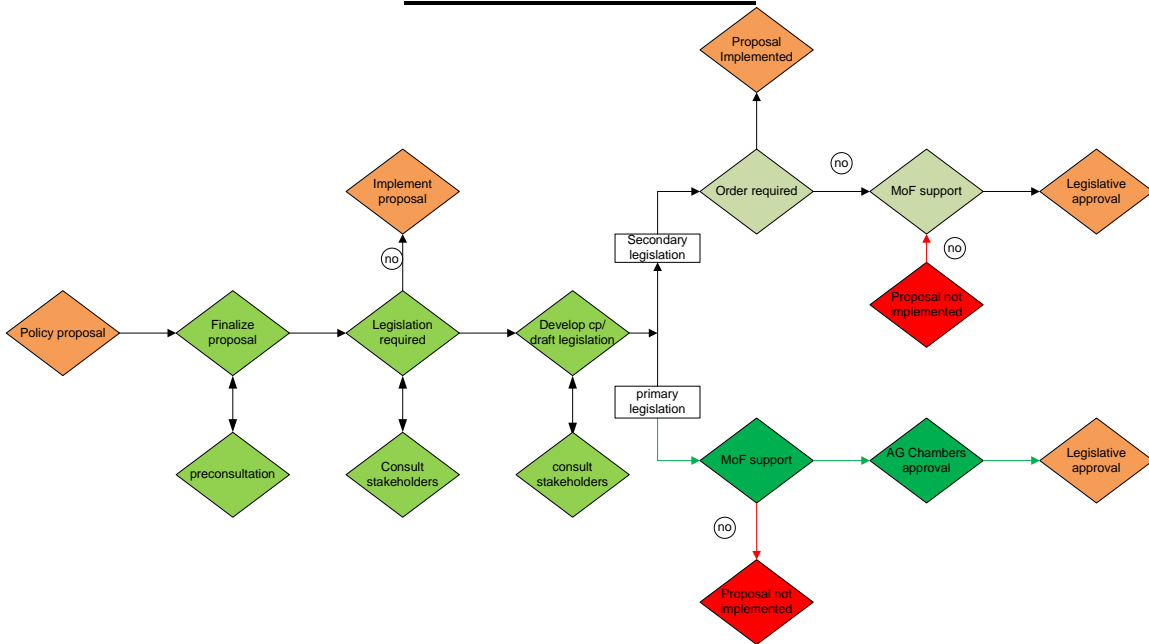 Proposal
Implemented
Implement
proposal
no
Order required
no
MoF support
Legislative
approval
Secondary
legislation
no
Proposal not
implemented
Policy proposal
Finalize
proposal
Legislation
required
Develop cp/
draft legislation
primary
legislation
preconsultation
Consult
stakeholders
consult
stakeholders
MoF support
AG Chambers
approval
Legislative
approval
no
Proposal not
implemented